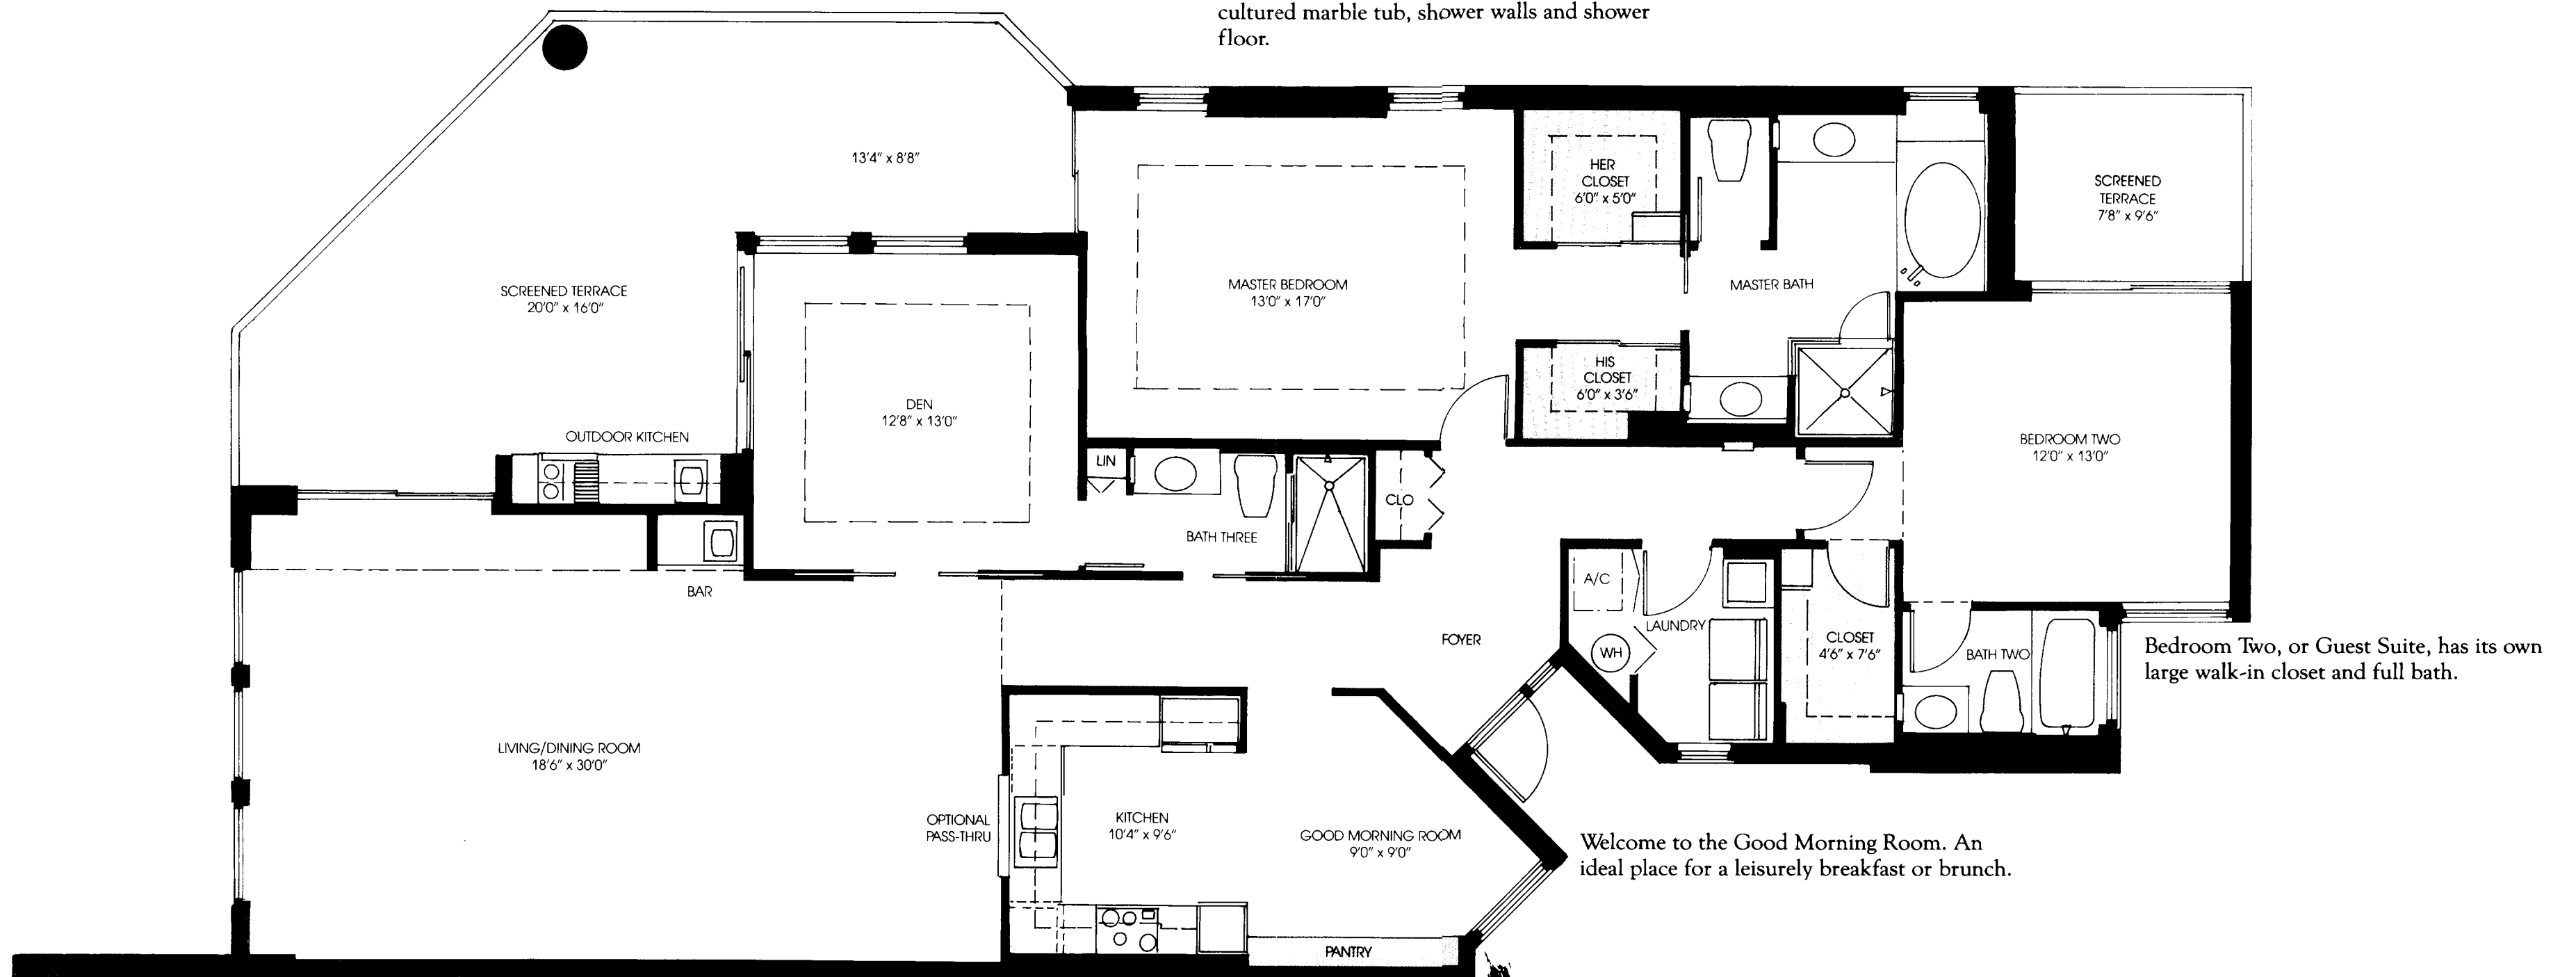 cultured marble tub, shower walls and shower
floor.
13'4" x 8'8"
HER
CLOSET
6'0" x 5'0"
SCREENED
TERRACE
7'8" x 9'6"
SCREENED TERRACE
20'0" x 16'0"
MASTER BEDROOM
13'0" x 17'0"
MASTER BATH
HIS
CLOSET
6'0" x 3'6"
DEN
12'8" x 13'0"
OUTDOOR KITCHEN
BEDROOM TWO
12'0" x 13'0"
LIN
CLO
BATH THREE
BAR
A/C
LAUNDRY
WH
FOYER
CLOSET
4'6" x 7'6"
BATH TWO
Bedroom Two, or Guest Suite, has its own
large walk-in closet and full bath.
LIVING/DINING ROOM
18'6" x 30'0"
OPTIONAL
PASS-THRU
KITCHEN
10'4" x 9'6"
GOOD MORNING ROOM
9'0" x 9'0"
Welcome to the Good Morning Room. An
ideal place for a leisurely breakfast or brunch.
PANTRY